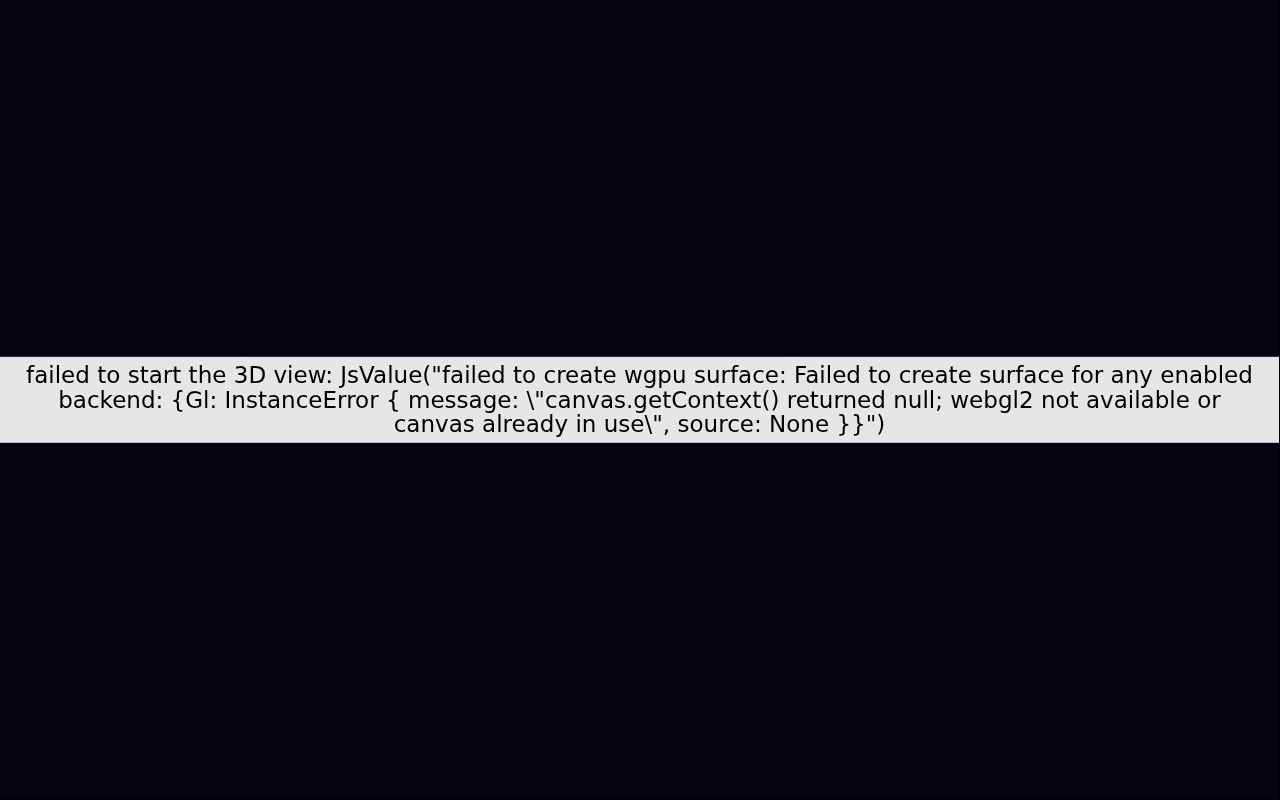 failed to start the 3D view: JsValue("failed to create wgpu surface: Failed to create surface for any enabled
backend: {Gl: InstanceError { message: \"canvas.getContext() returned null; webgl2 not available or
canvas already in use\", source: None }}")